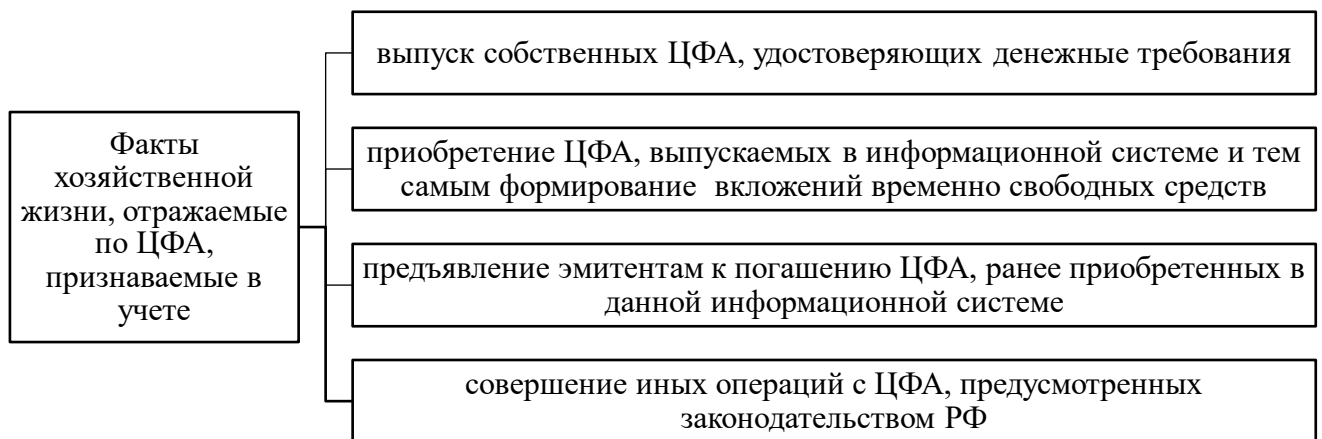 Факты
хозяйственной
жизни, отражаемые
по ЦФА,
признаваемые в
учете
выпуск собственных ЦФА, удостоверяющих денежные требования
приобретение ЦФА, выпускаемых в информационной системе и тем
самым формирование вкложений временно свободных средств
предъявление эмитентам к погашению ЦФА, ранее приобретенных в
данной информационной системе
совершение иных операций с ЦФА, предусмотренных
законодательством РФ